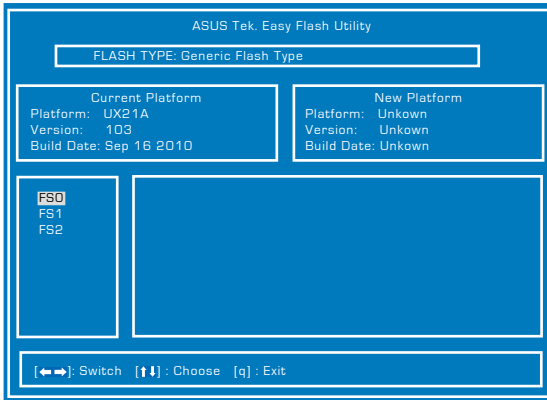 ASUS Tek. Easy Flash Utility
FLASH TYPE: Generic Flash Type
Current Platform
Platform: UX21A
Version: 103
Build Date: Sep 16 2010
New Platform
Platform: Unkown
Version: Unkown
Build Date: Unkown
FS0
FS1
FS2
[←→]: Switch [↑↓] : Choose [q] : Exit